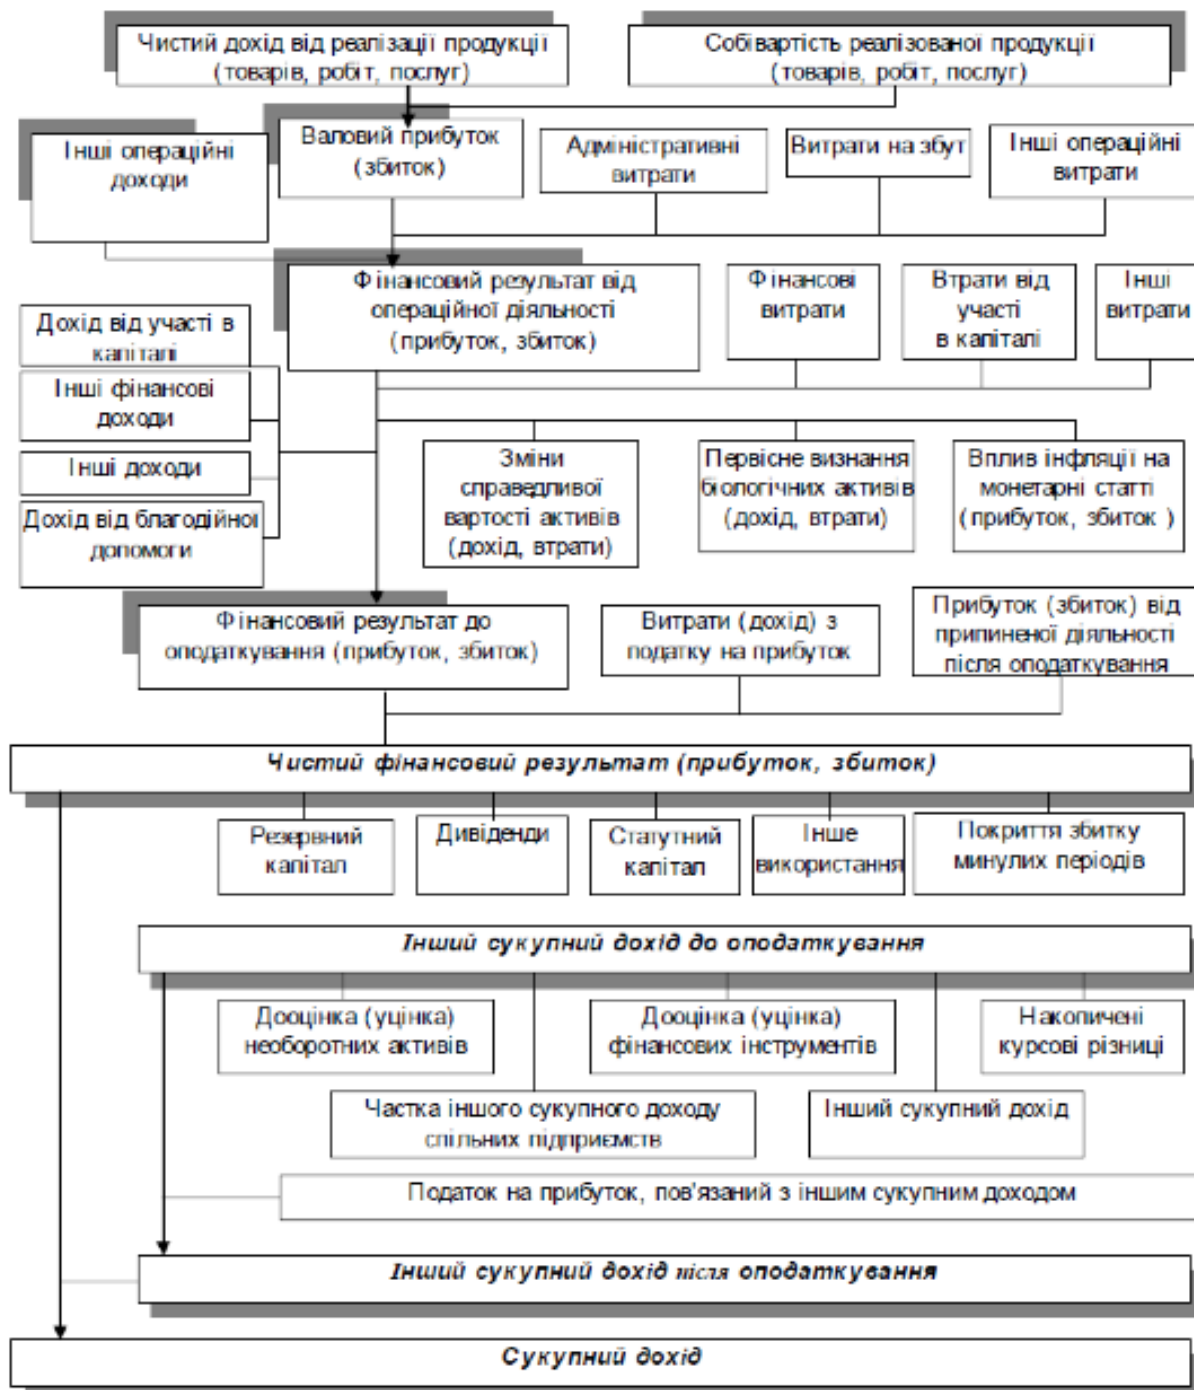 Чистий дохід від реалізації продукції
(товарів, робіт, послуг)
Собівартість реалізованої продукції
(товарів, робіт, послуг)
Інші операційні
доходи
Валовий прибуток
(збиток)
Адміністративні
витрати
Витрати на збут
Інші операційні
витрати
Фінансовий результат від
операційної діяльності
(прибуток, збиток)
Фінансові
витрати
Втрати від
участі
в капіталі
Інші
витрати
Дохід від участі в
капіталі
Інші фінансові
доходи
Інші доходи
Дохід від благодійної
допомоги
Зміни
справедливої
вартості активів
(дохід, втрати)
Первісне визнання
біологічних активів
(дохід, втрати)
Вплив інфляції на
монетарні статті
(прибуток, збиток )
Фінансовий результат до
оподаткування (прибуток, збиток)
Витрати (дохід) з
податку на прибуток
Прибуток (збиток) від
припиненої діяльності
після оподаткування
Чистий фінансовий результат (прибуток, збиток)
Резервний
капітал
Дивіденди
Статутний
капітал
Інше
використання
Покриття збитку
минулих періодів
Інший сукупний дохід до оподаткування
Дооцінка (уцінка)
необоротних активів
Дооцінка (уцінка)
фінансових інструментів
Накопичені
курсові різниці
Частка іншого сукупного доходу
спільних підприємств
Інший сукупний дохід
Податок на прибуток, пов'язаний з іншим сукупним доходом
Інший сукупний дохід після оподаткування
Сукупний дохід